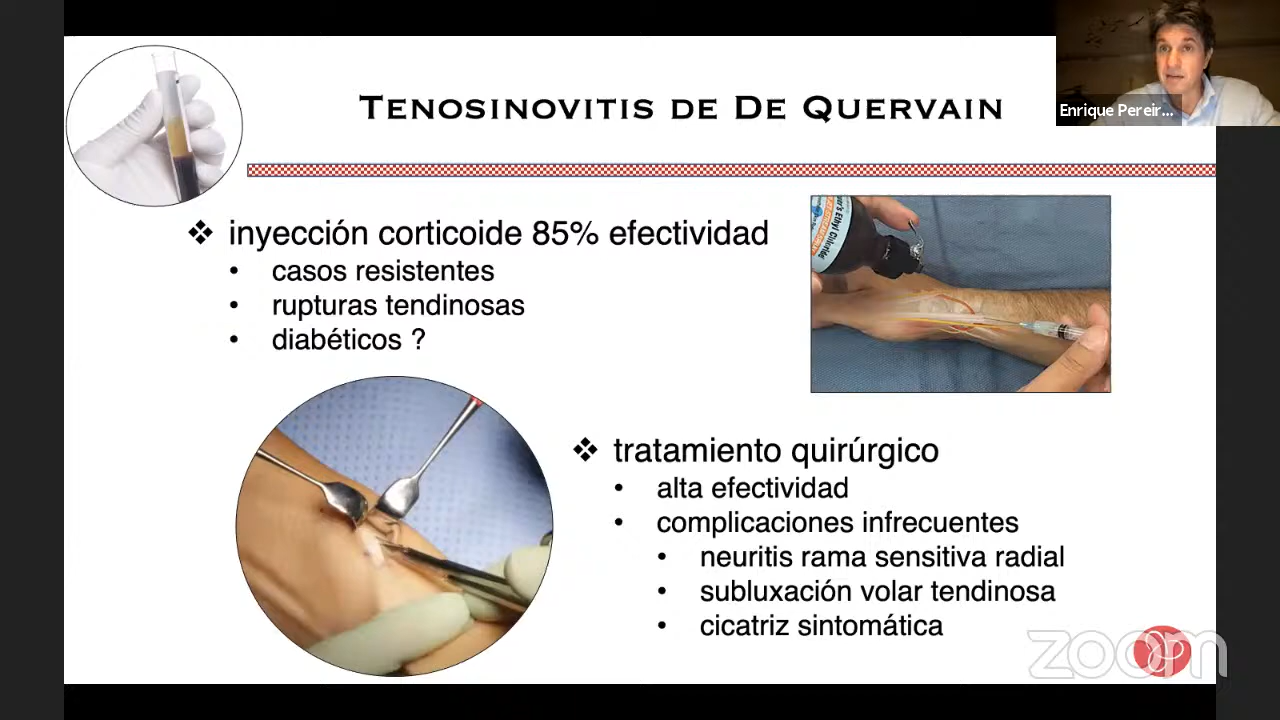 TENOSINOVITIS DE DE QUERVAIN
Enrique Pereir...
❖ inyección corticoide 85% efectividad
• casos resistentes
• rupturas tendinosas
• diabéticos ?
❖ tratamiento quirúrgico
• alta efectividad
• complicaciones infrecuentes
• neuritis rama sensitiva radial
• subluxación volar tendinosa
• cicatriz sintomática
zoom